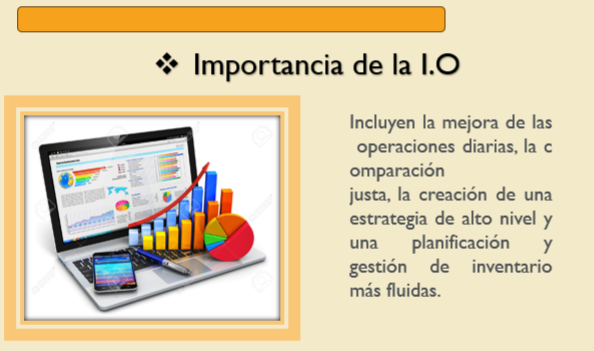 ❖ Importancia de la I.O
Incluyen la mejora de las
operaciones diarias, la c
omparación
justa, la creación de una
estrategia de alto nivel y
una planificación y
gestión de inventario
más fluidas.